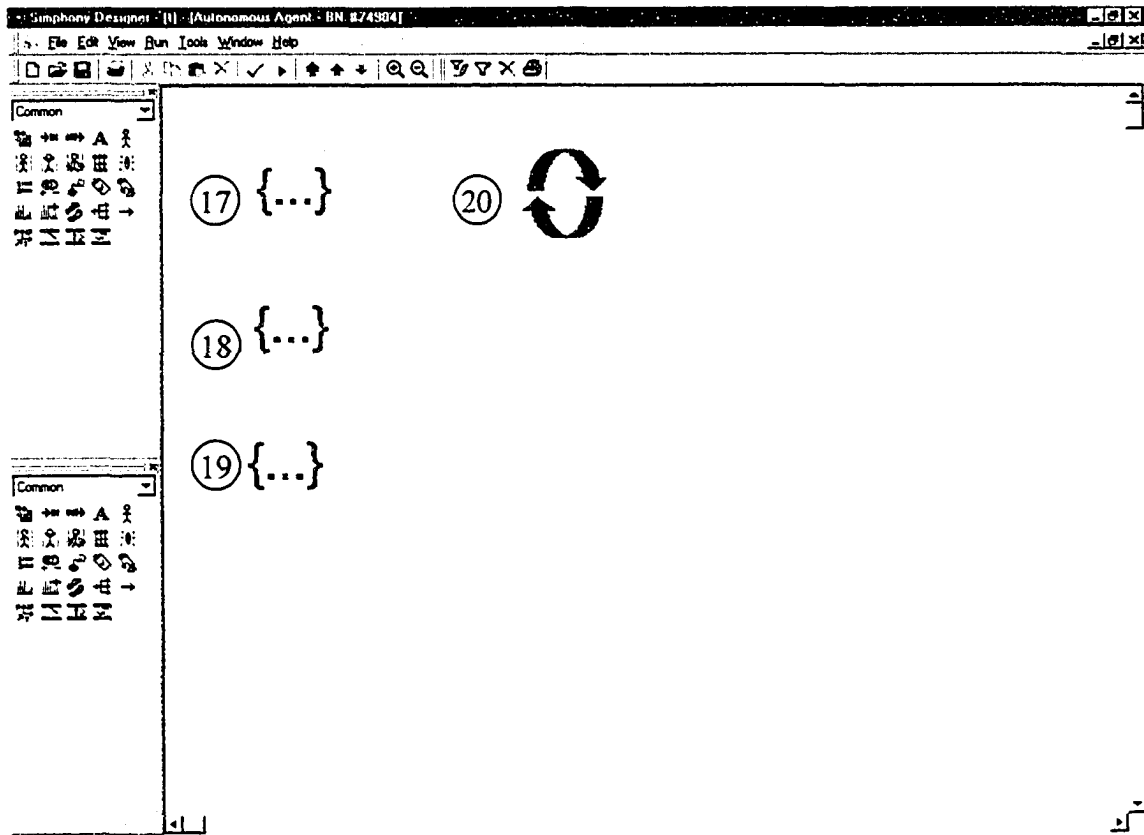 Simphony Designer - [1] - [Autonomous Agent - BN: #74984]
File Edit View Run Tools Window Help
Common
A
17 {...}
20
18 {...}
19 {...}
Common
A